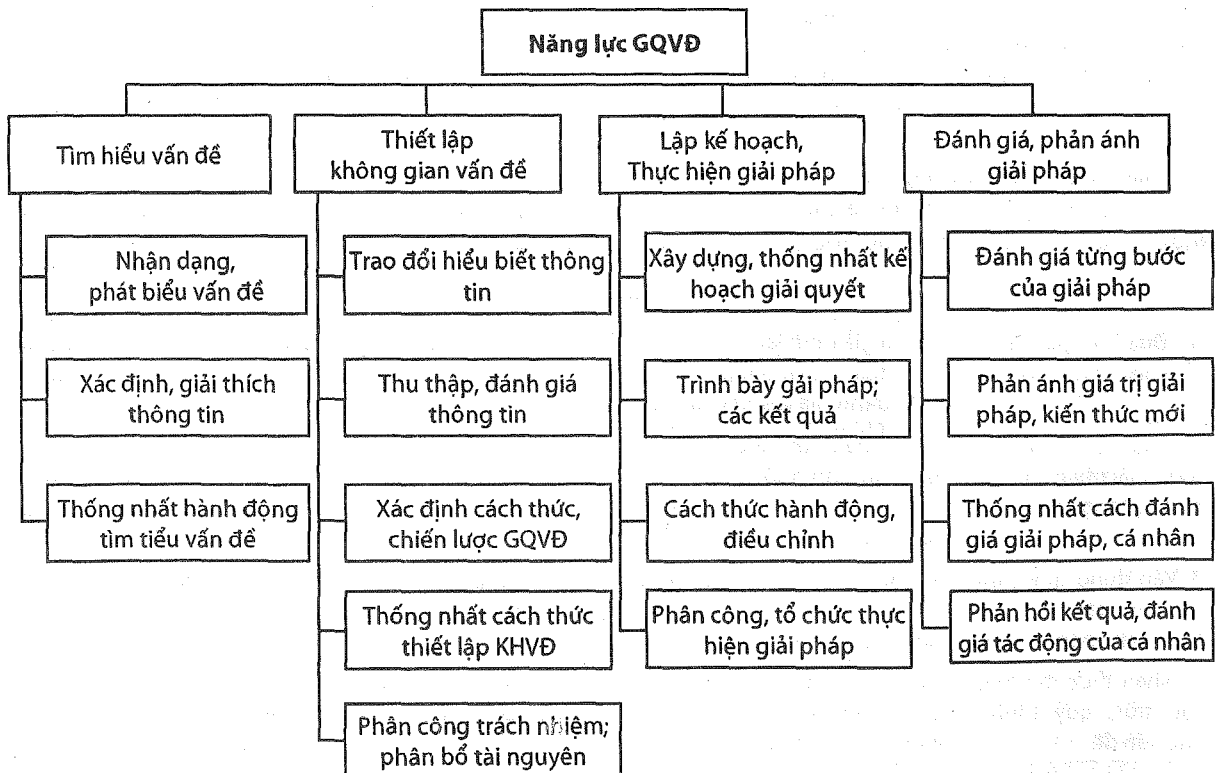 Năng lực GQVĐ
Tìm hiểu vấn đề
Thiết lập
không gian vấn đề
Lập kế hoạch,
Thực hiện giải pháp
Đánh giá, phản ánh
giải pháp
Nhận dạng,
phát biểu vấn đề
Xác định, giải thích
thông tin
Thống nhất hành động
tìm tiểu vấn đề
Trao đổi hiểu biết thông
tin
Thu thập, đánh giá
thông tin
Xác định cách thức,
chiến lược GQVĐ
Thống nhất cách thức
thiết lập KHVĐ
Phân công trách nhiệm;
phân bổ tài nguyên
Xây dựng, thống nhất kế
hoạch giải quyết
Trình bày gải pháp;
các kết quả
Cách thức hành động,
điều chỉnh
Phân công, tổ chức thực
hiện giải pháp
Đánh giá từng bước
của giải pháp
Phản ánh giá trị giải
pháp, kiến thức mới
Thống nhất cách đánh
giá giải pháp, cá nhân
Phản hồi kết quả, đánh
giá tác động của cá nhân